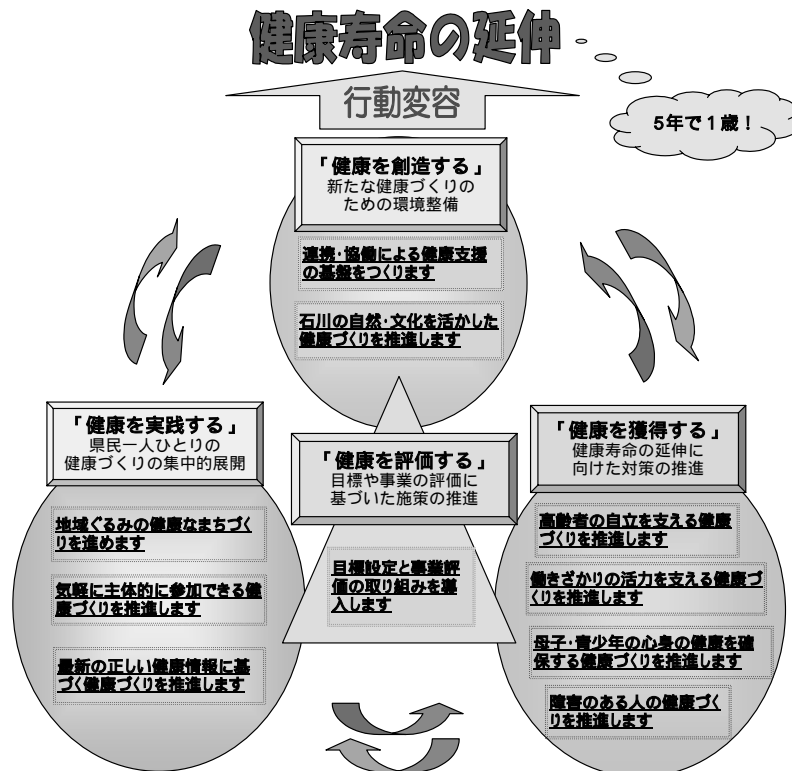 健康寿命の延伸
行動変容
5年で1歳！
「健康を創造する」
新たな健康づくりの
ための環境整備
連携・協働による健康支援
の基盤をつくります
石川の自然・文化を活かした
健康づくりを推進します
「健康を実践する」
県民一人ひとりの
健康づくりの集中的展開
地域ぐるみの健康なまちづく
りを進めます
気軽に主体的に参加できる健
康づくりを推進します
最新の正しい健康情報に基
づく健康づくりを推進します
「健康を評価する」
目標や事業の評価に
基づいた施策の推進
目標設定と事業評
価の取り組みを導
入します
「健康を獲得する」
健康寿命の延伸に
向けた対策の推進
高齢者の自立を支える健康
づくりを推進します
働きざかりの活力を支える健康づ
くりを推進します
母子・青少年の心身の健康を確
保する健康づくりを推進します
障害のある人の健康づく
りを推進します